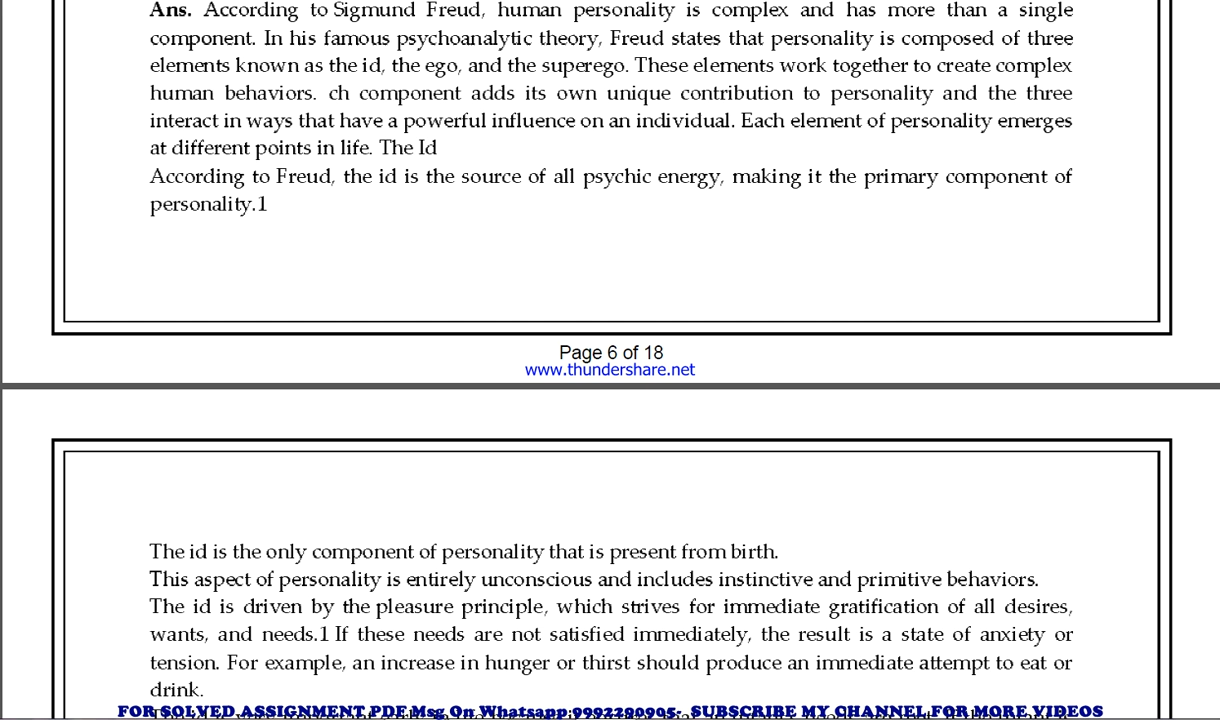 Ans. According to Sigmund Freud, human personality is complex and has more than a single
component. In his famous psychoanalytic theory, Freud states that personality is composed of three
elements known as the id, the ego, and the superego. These elements work together to create complex
human behaviors. ch component adds its own unique contribution to personality and the three
interact in ways that have a powerful influence on an individual. Each element of personality emerges
at different points in life. The Id
According to Freud, the id is the source of all psychic energy, making it the primary component of
personality.1
Page 6 of 18
www.thundershare.net
The id is the only component of personality that is present from birth.
This aspect of personality is entirely unconscious and includes instinctive and primitive behaviors.
The id is driven by the pleasure principle, which strives for immediate gratification of all desires,
wants, and needs.1 If these needs are not satisfied immediately, the result is a state of anxiety or
tension. For example, an increase in hunger or thirst should produce an immediate attempt to eat or
drink.
FOR SOLVED ASSIGNMENT PDF Msg On Whatsapp:9992290905- SUBSCRIBE MY CHANNEL FOR MORE VIDEOS